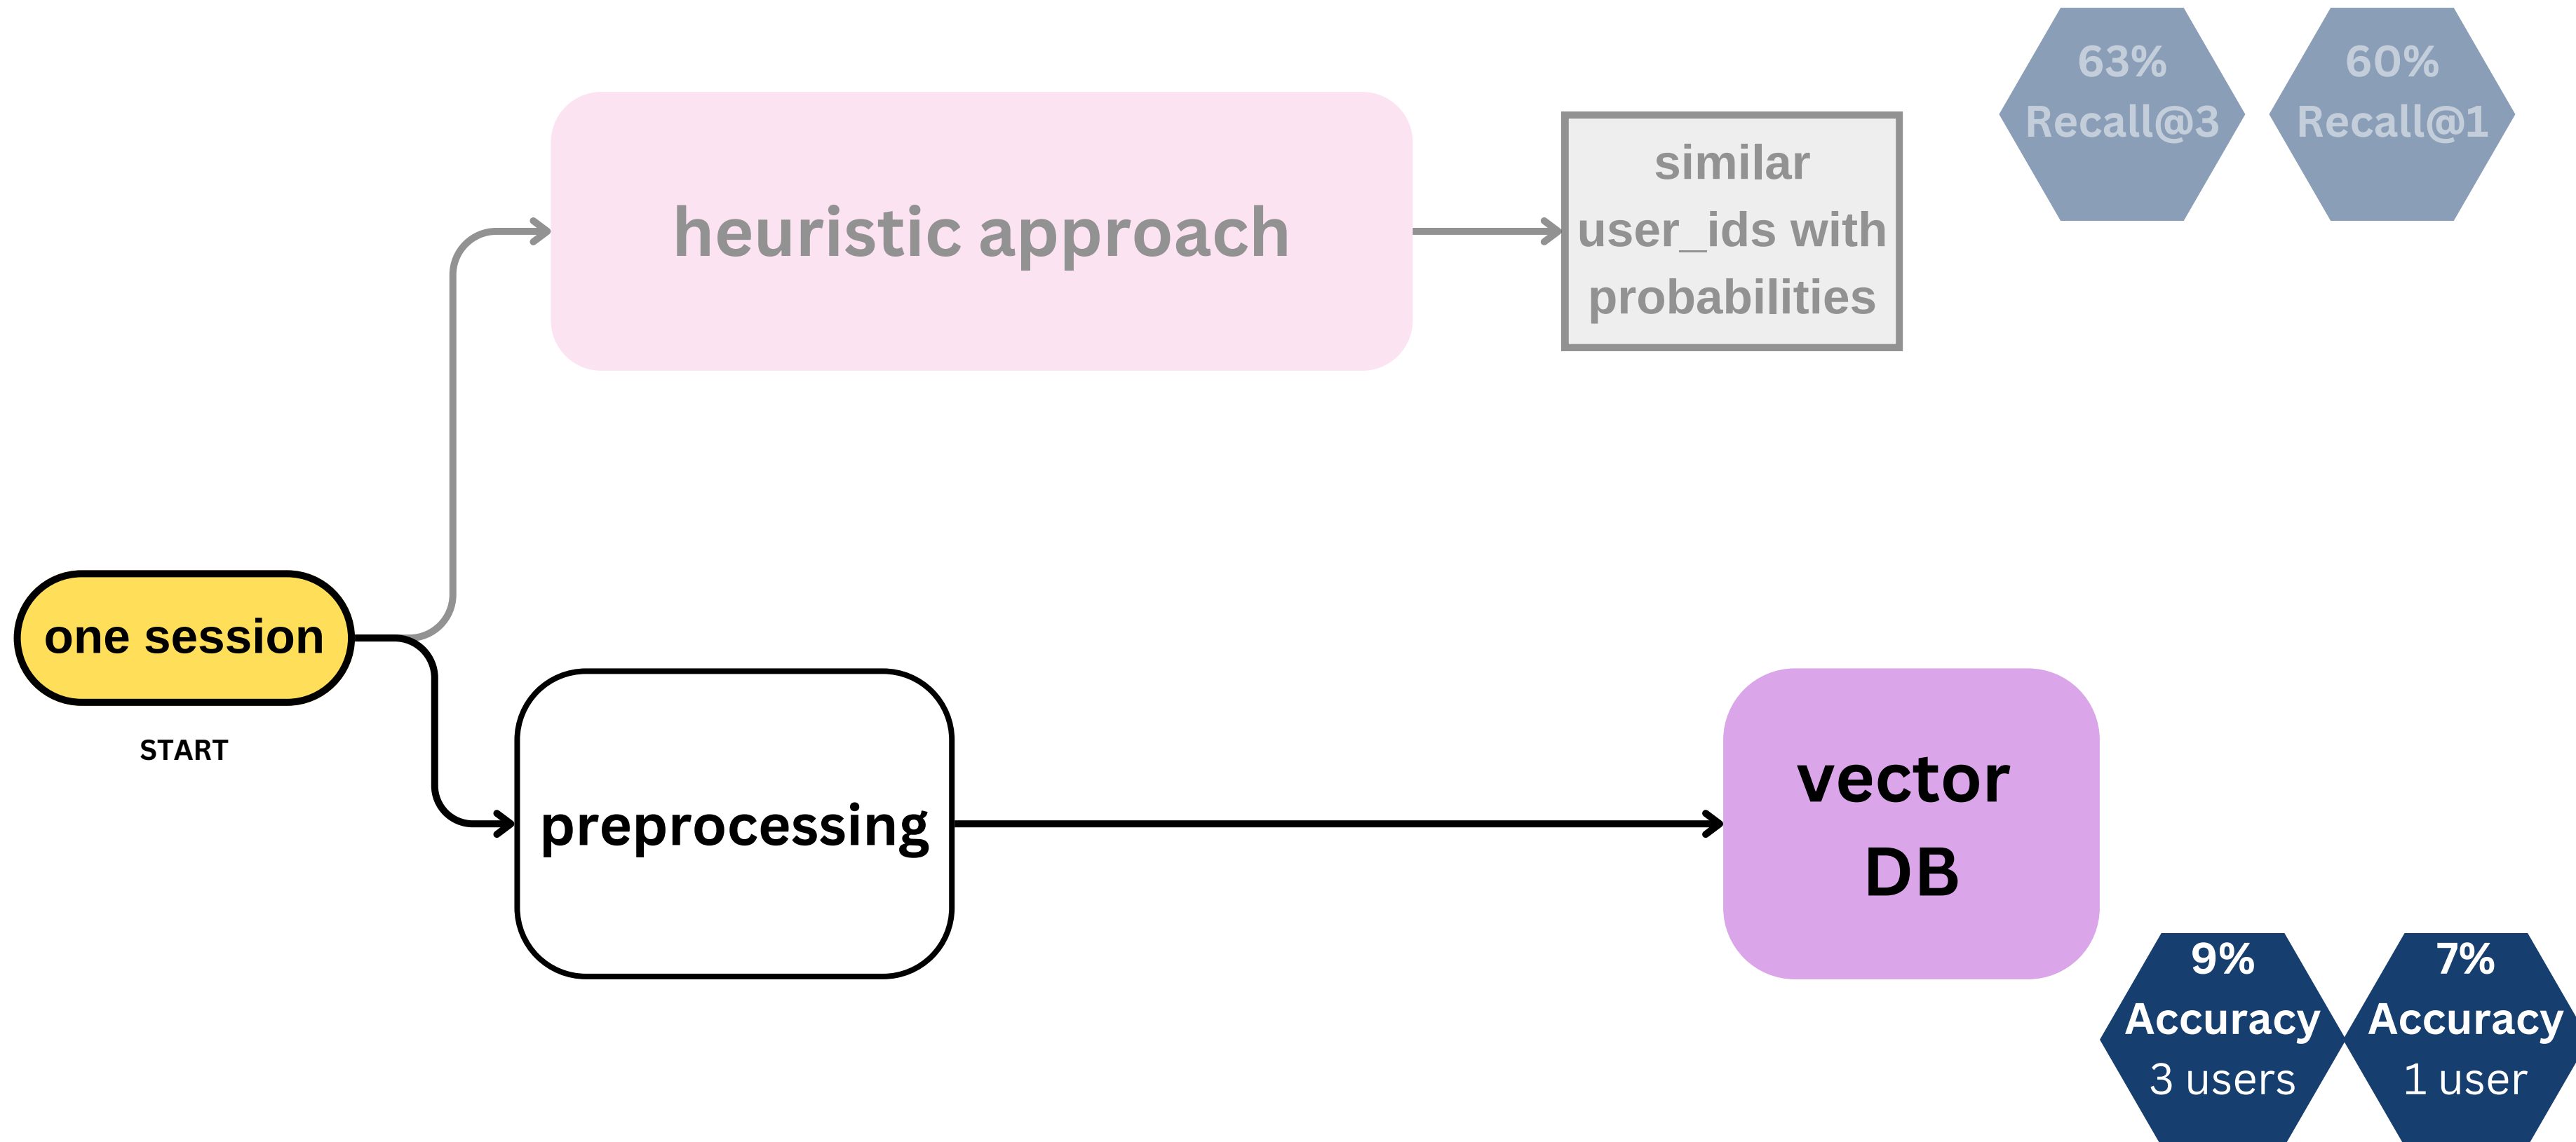 63%
Recall@3
60%
Recall@1
heuristic approach
similar
user_ids with
probabilities
one session
START
preprocessing
vector
DB
9%
Accuracy
3 users
7%
Accuracy
1 user